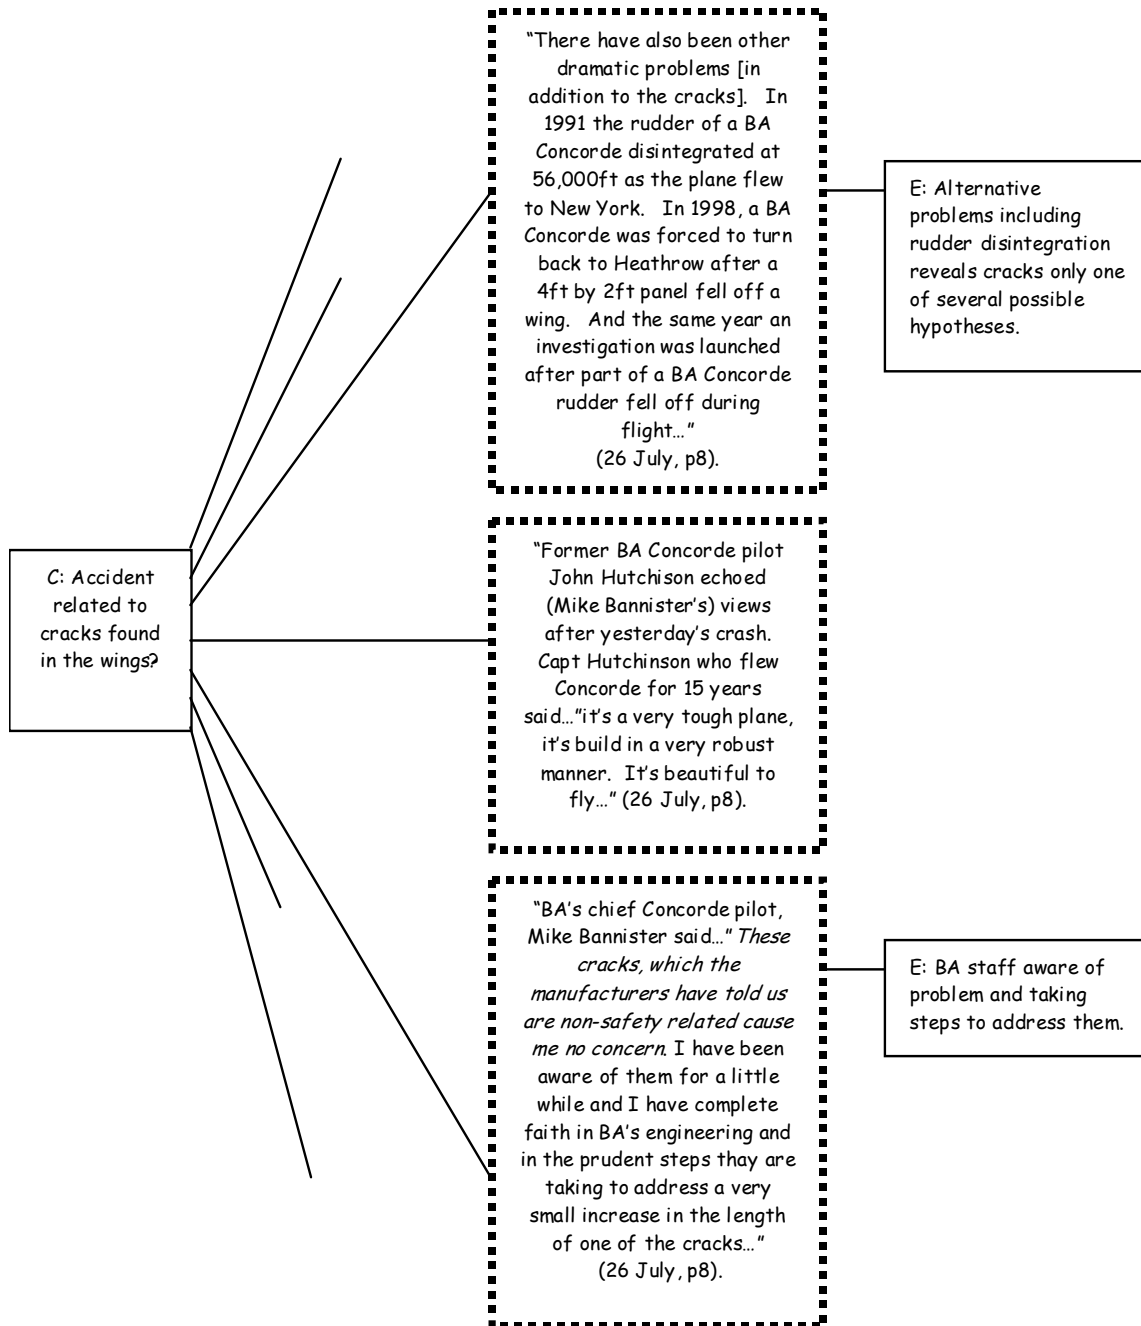 “There have also been other
dramatic problems [in
addition to the cracks]. In
1991 the rudder of a BA
Concorde disintegrated at
56,000ft as the plane flew
to New York. In 1998, a BA
Concorde was forced to turn
back to Heathrow after a
4ft by 2ft panel fell off a
wing. And the same year an
investigation was launched
after part of a BA Concorde
rudder fell off during
flight…”
(26 July, p8).
E: Alternative
problems including
rudder disintegration
reveals cracks only one
of several possible
hypotheses.
C: Accident
related to
cracks found
in the wings?
“Former BA Concorde pilot
John Hutchison echoed
(Mike Bannister’s) views
after yesterday’s crash.
Capt Hutchinson who flew
Concorde for 15 years
said…”it’s a very tough plane,
it’s build in a very robust
manner. It’s beautiful to
fly…” (26 July, p8).
“BA’s chief Concorde pilot,
Mike Bannister said…” These
cracks, which the
manufacturers have told us
are non-safety related cause
me no concern. I have been
aware of them for a little
while and I have complete
faith in BA’s engineering and
in the prudent steps thay are
taking to address a very
small increase in the length
of one of the cracks…”
(26 July, p8).
E: BA staff aware of
problem and taking
steps to address them.